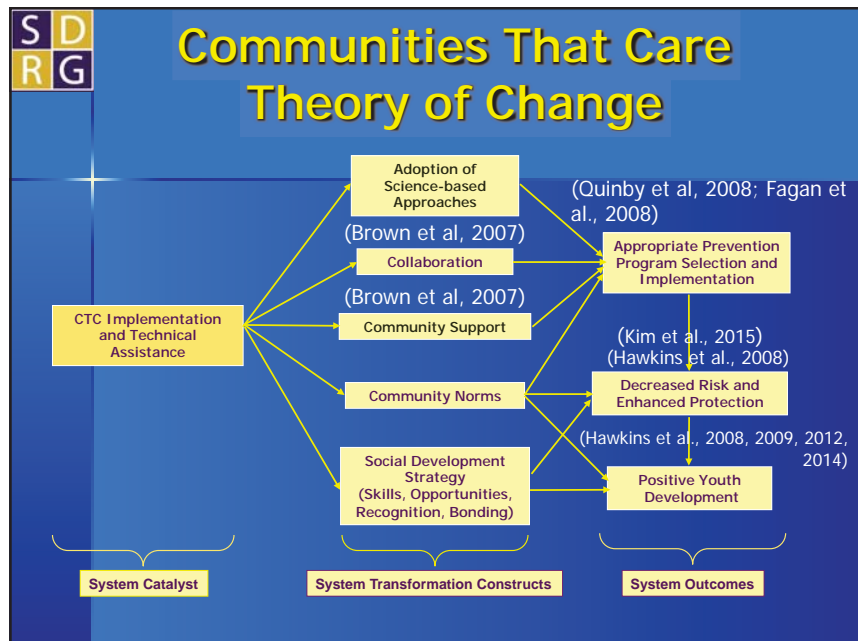 S D
R G
Communities That Care
Theory of Change
Adoption of
Science-based
Approaches
(Quinby et al, 2008; Fagan et
al., 2008)
(Brown et al, 2007)
Collaboration
Appropriate Prevention
Program Selection and
Implementation
(Brown et al, 2007)
CTC Implementation
and Technical
Assistance
Community Support
(Kim et al., 2015)
(Hawkins et al., 2008)
Community Norms
Decreased Risk and
Enhanced Protection
(Hawkins et al., 2008, 2009, 2012,
2014)
Social Development
Strategy
(Skills, Opportunities,
Recognition, Bonding)
Positive Youth
Development
System Catalyst
System Transformation Constructs
System Outcomes